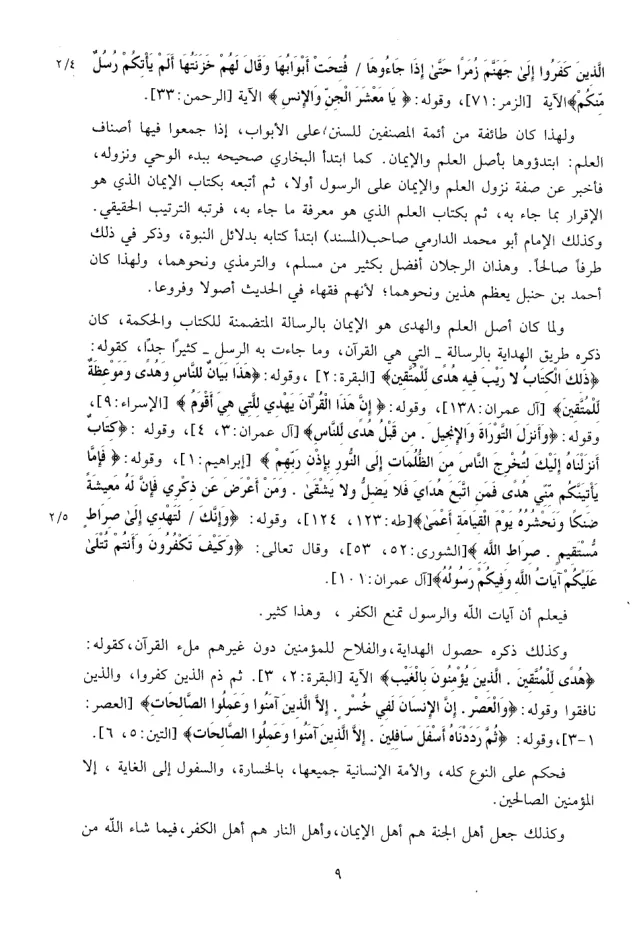 الَّذِينَ كَفَرُوا إِلَىٰ جَهَنَّمَ زُمَرًا حَتَّىٰ إِذَا جَاءُوهَا / فُتِحَتْ أَبْوَابُهَا وَقَالَ لَهُمْ خَزَنَتُهَا أَلَمْ يَأْتِكُمْ رُسُلٌ ٢/٤
مِّنكُمْ﴾الآية [الزمر:٧١]، وقوله: ﴿ يَا مَعْشَرَ الْجِنِّ وَالإِنسِ ﴾ الآية [الرحمن:٣٣].
ولهذا كان طائفة من أئمة المصنفين للسنن/على الأبواب، إذا جمعوا فيها أصناف
العلم: ابتدؤوها بأصل العلم والإيمان. كما ابتدأ البخاري صحيحه ببدء الوحي ونزوله،
فأخبر عن صفة نزول العلم والإيمان على الرسول أولا، ثم أتبعه بكتاب الإيمان الذي هو
الإقرار بما جاء به، ثم بكتاب العلم الذي هو معرفة ما جاء به، فرتبه الترتيب الحقيقي.
وكذلك الإمام أبو محمد الدارمي صاحب(المسند) ابتدأ كتابه بدلائل النبوة، وذكر في ذلك
طرفاً صالحاً. وهذان الرجلان أفضل بكثير من مسلم، والترمذي ونحوهما، ولهذا كان
أحمد بن حنبل يعظم هذين ونحوهما؛ لأنهم فقهاء في الحديث أصولا وفروعا.
ولما كان أصل العلم والهدى هو الإيمان بالرسالة المتضمنة للكتاب والحكمة، كان
ذكره طريق الهداية بالرسالة ـ التي هي القرآن، وما جاءت به الرسل ـ كثيرًا جدًا، كقوله:
﴿ذَلِكَ الْكِتَابُ لا رَيْبَ فِيهِ هُدًى لِّلْمُتَّقِينَ﴾ [البقرة:٢] ،وقوله: ﴿هَذَا بَيَانٌ لِّلنَّاسِ وَهُدًى وَمَوْعِظَةٌ
لِّلْمُتَّقِينَ﴾ [آل عمران:١٣٨]، وقوله: ﴿ إِنَّ هَذَا الْقُرْآنَ يَهْدِي لِلَّتِي هِيَ أَقْوَمُ ﴾ [الإسراء:٩]،
وقوله: ﴿وَأَنزَلَ التَّوْرَاةَ وَالإِنجِيلَ . مِن قَبْلُ هُدًى لِّلنَّاسِ﴾[آل عمران:٣، ٤]، وقوله : ﴿كِتَابٌ
أَنزَلْنَاهُ إِلَيْكَ لِتُخْرِجَ النَّاسَ مِنَ الظُّلُمَاتِ إِلَى النُّورِ بِإِذْنِ رَبِّهِمْ ﴾ [إبراهيم:١]، وقوله: ﴿ فَإِمَّا
يَأْتِيَنَّكُم مِّنِّي هُدًى فَمَنِ اتَّبَعَ هُدَايَ فَلا يَضِلُّ وَلا يَشْقَىٰ . وَمَنْ أَعْرَضَ عَن ذِكْرِي فَإِنَّ لَهُ مَعِيشَةً
ضَنكًا وَنَحْشُرُهُ يَوْمَ الْقِيَامَةِ أَعْمَىٰ﴾[طه:١٢٣، ١٢٤]، وقوله: ﴿وَإِنَّكَ / لَتَهْدِي إِلَىٰ صِرَاطٍ ٢/٥
مُّسْتَقِيمٍ . صِرَاطِ اللَّهِ ﴾[الشورى:٥٢، ٥٣]، وقال تعالى: ﴿وَكَيْفَ تَكْفُرُونَ وَأَنتُمْ تُتْلَىٰ
عَلَيْكُمْ آيَاتُ اللَّهِ وَفِيكُمْ رَسُولُهُ﴾[آل عمران:١٠١].
فيعلم أن آيات الله والرسول تمنع الكفر ، وهذا كثير.
وكذلك ذكره حصول الهداية،والفلاح للمؤمنين دون غيرهم ملء القرآن،كقوله:
﴿هُدًى لِّلْمُتَّقِينَ . الَّذِينَ يُؤْمِنُونَ بِالْغَيْبِ﴾ الآية [البقرة:٢، ٣]. ثم ذم الذين كفروا، والذين
نافقوا وقوله: ﴿وَالْعَصْرِ . إِنَّ الإِنسَانَ لَفِي خُسْرٍ . إِلاَّ الَّذِينَ آمَنُوا وَعَمِلُوا الصَّالِحَاتِ﴾ [العصر:
١-٣]،وقوله: ﴿ثُمَّ رَدَدْنَاهُ أَسْفَلَ سَافِلِينَ . إِلاَّ الَّذِينَ آمَنُوا وَعَمِلُوا الصَّالِحَاتِ﴾ [التين:٥، ٦].
فحكم على النوع كله، والأمة الإنسانية جميعها، بالخسارة، والسفول إلى الغاية ، إلا
المؤمنين الصالحين.
وكذلك جعل أهل الجنة هم أهل الإيمان،وأهل النار هم أهل الكفر،فيما شاء الله من
٩